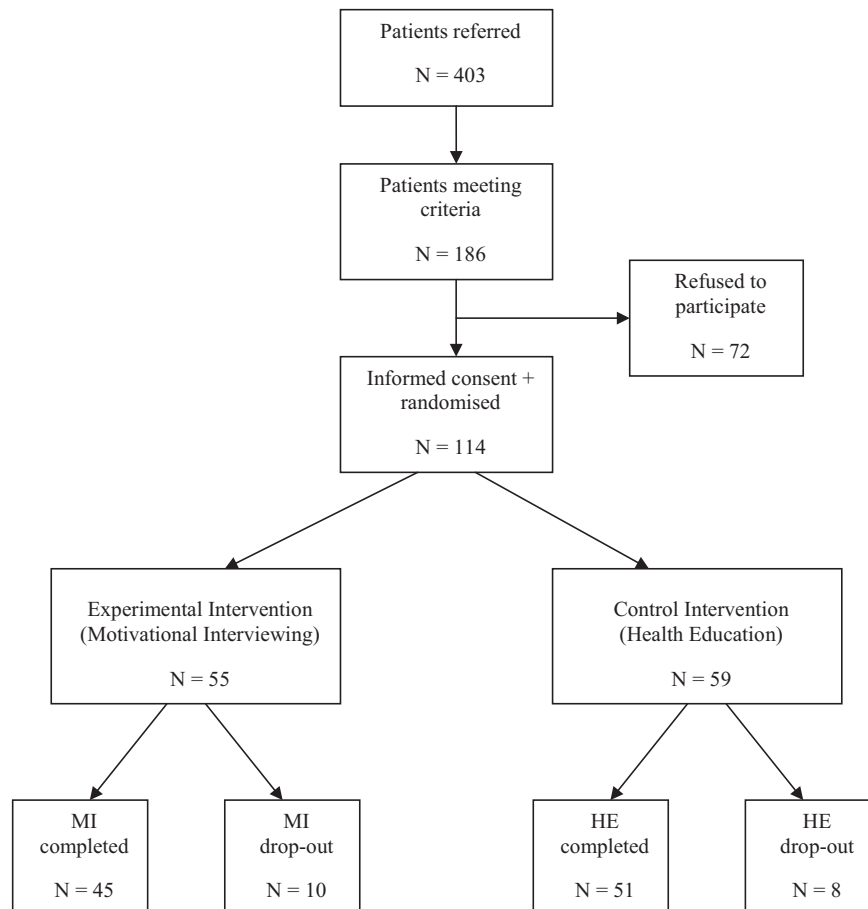 Patients referred
N = 403
Patients meeting
criteria
N = 186
Refused to
participate
N = 72
Informed consent +
randomised
N = 114
Experimental Intervention
(Motivational Interviewing)
N = 55
Control Intervention
(Health Education)
N = 59
MI
completed
N = 45
MI
drop-out
N = 10
HE
completed
N = 51
HE
drop-out
N = 8